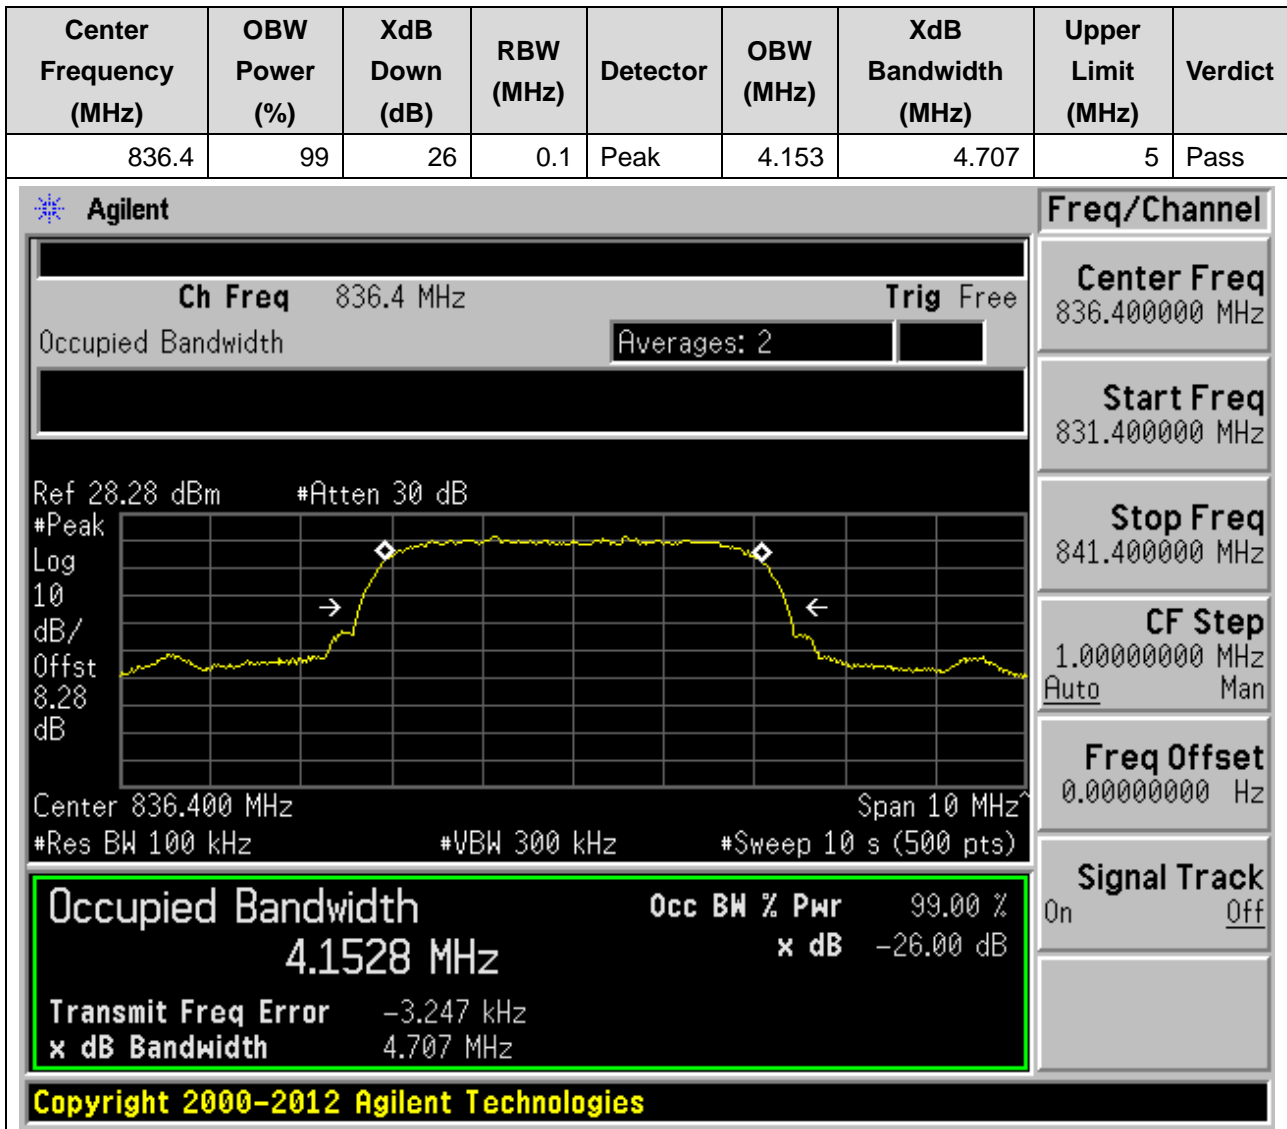 Center Frequency (MHz) OBW Power (%) XdB Down (dB) RBW (MHz) Detector OBW (MHz) XdB Bandwidth (MHz) Upper Limit (MHz) Verdict
836.4 99 26 0.1 Peak 4.153 4.707 5 Pass
Agilent
Freq/Channel
Ch Freq 836.4 MHz Trig Free
Occupied Bandwidth Averages: 2
Center Freq
836.400000 MHz
Start Freq
831.400000 MHz
Stop Freq
841.400000 MHz
CF Step
1.00000000 MHz
Auto Man
Freq Offset
0.00000000 Hz
Signal Track
On Off
Ref 28.28 dBm #Atten 30 dB
#Peak
Log
10
dB/
Offst
8.28
dB
Center 836.400 MHz Span 10 MHz^
#Res BW 100 kHz #VBW 300 kHz #Sweep 10 s (500 pts)
Occupied Bandwidth Occ BW % Pwr 99.00 %
4.1528 MHz x dB -26.00 dB
Transmit Freq Error -3.247 kHz
x dB Bandwidth 4.707 MHz
Copyright 2000-2012 Agilent Technologies